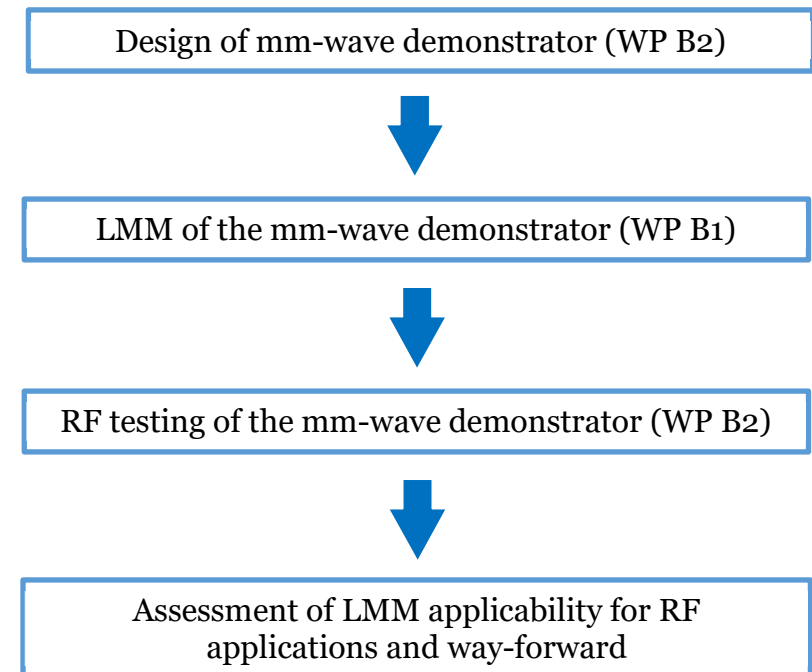 Design of mm-wave demonstrator (WP B2)
LMM of the mm-wave demonstrator (WP B1)
RF testing of the mm-wave demonstrator (WP B2)
Assessment of LMM applicability for RF
applications and way-forward